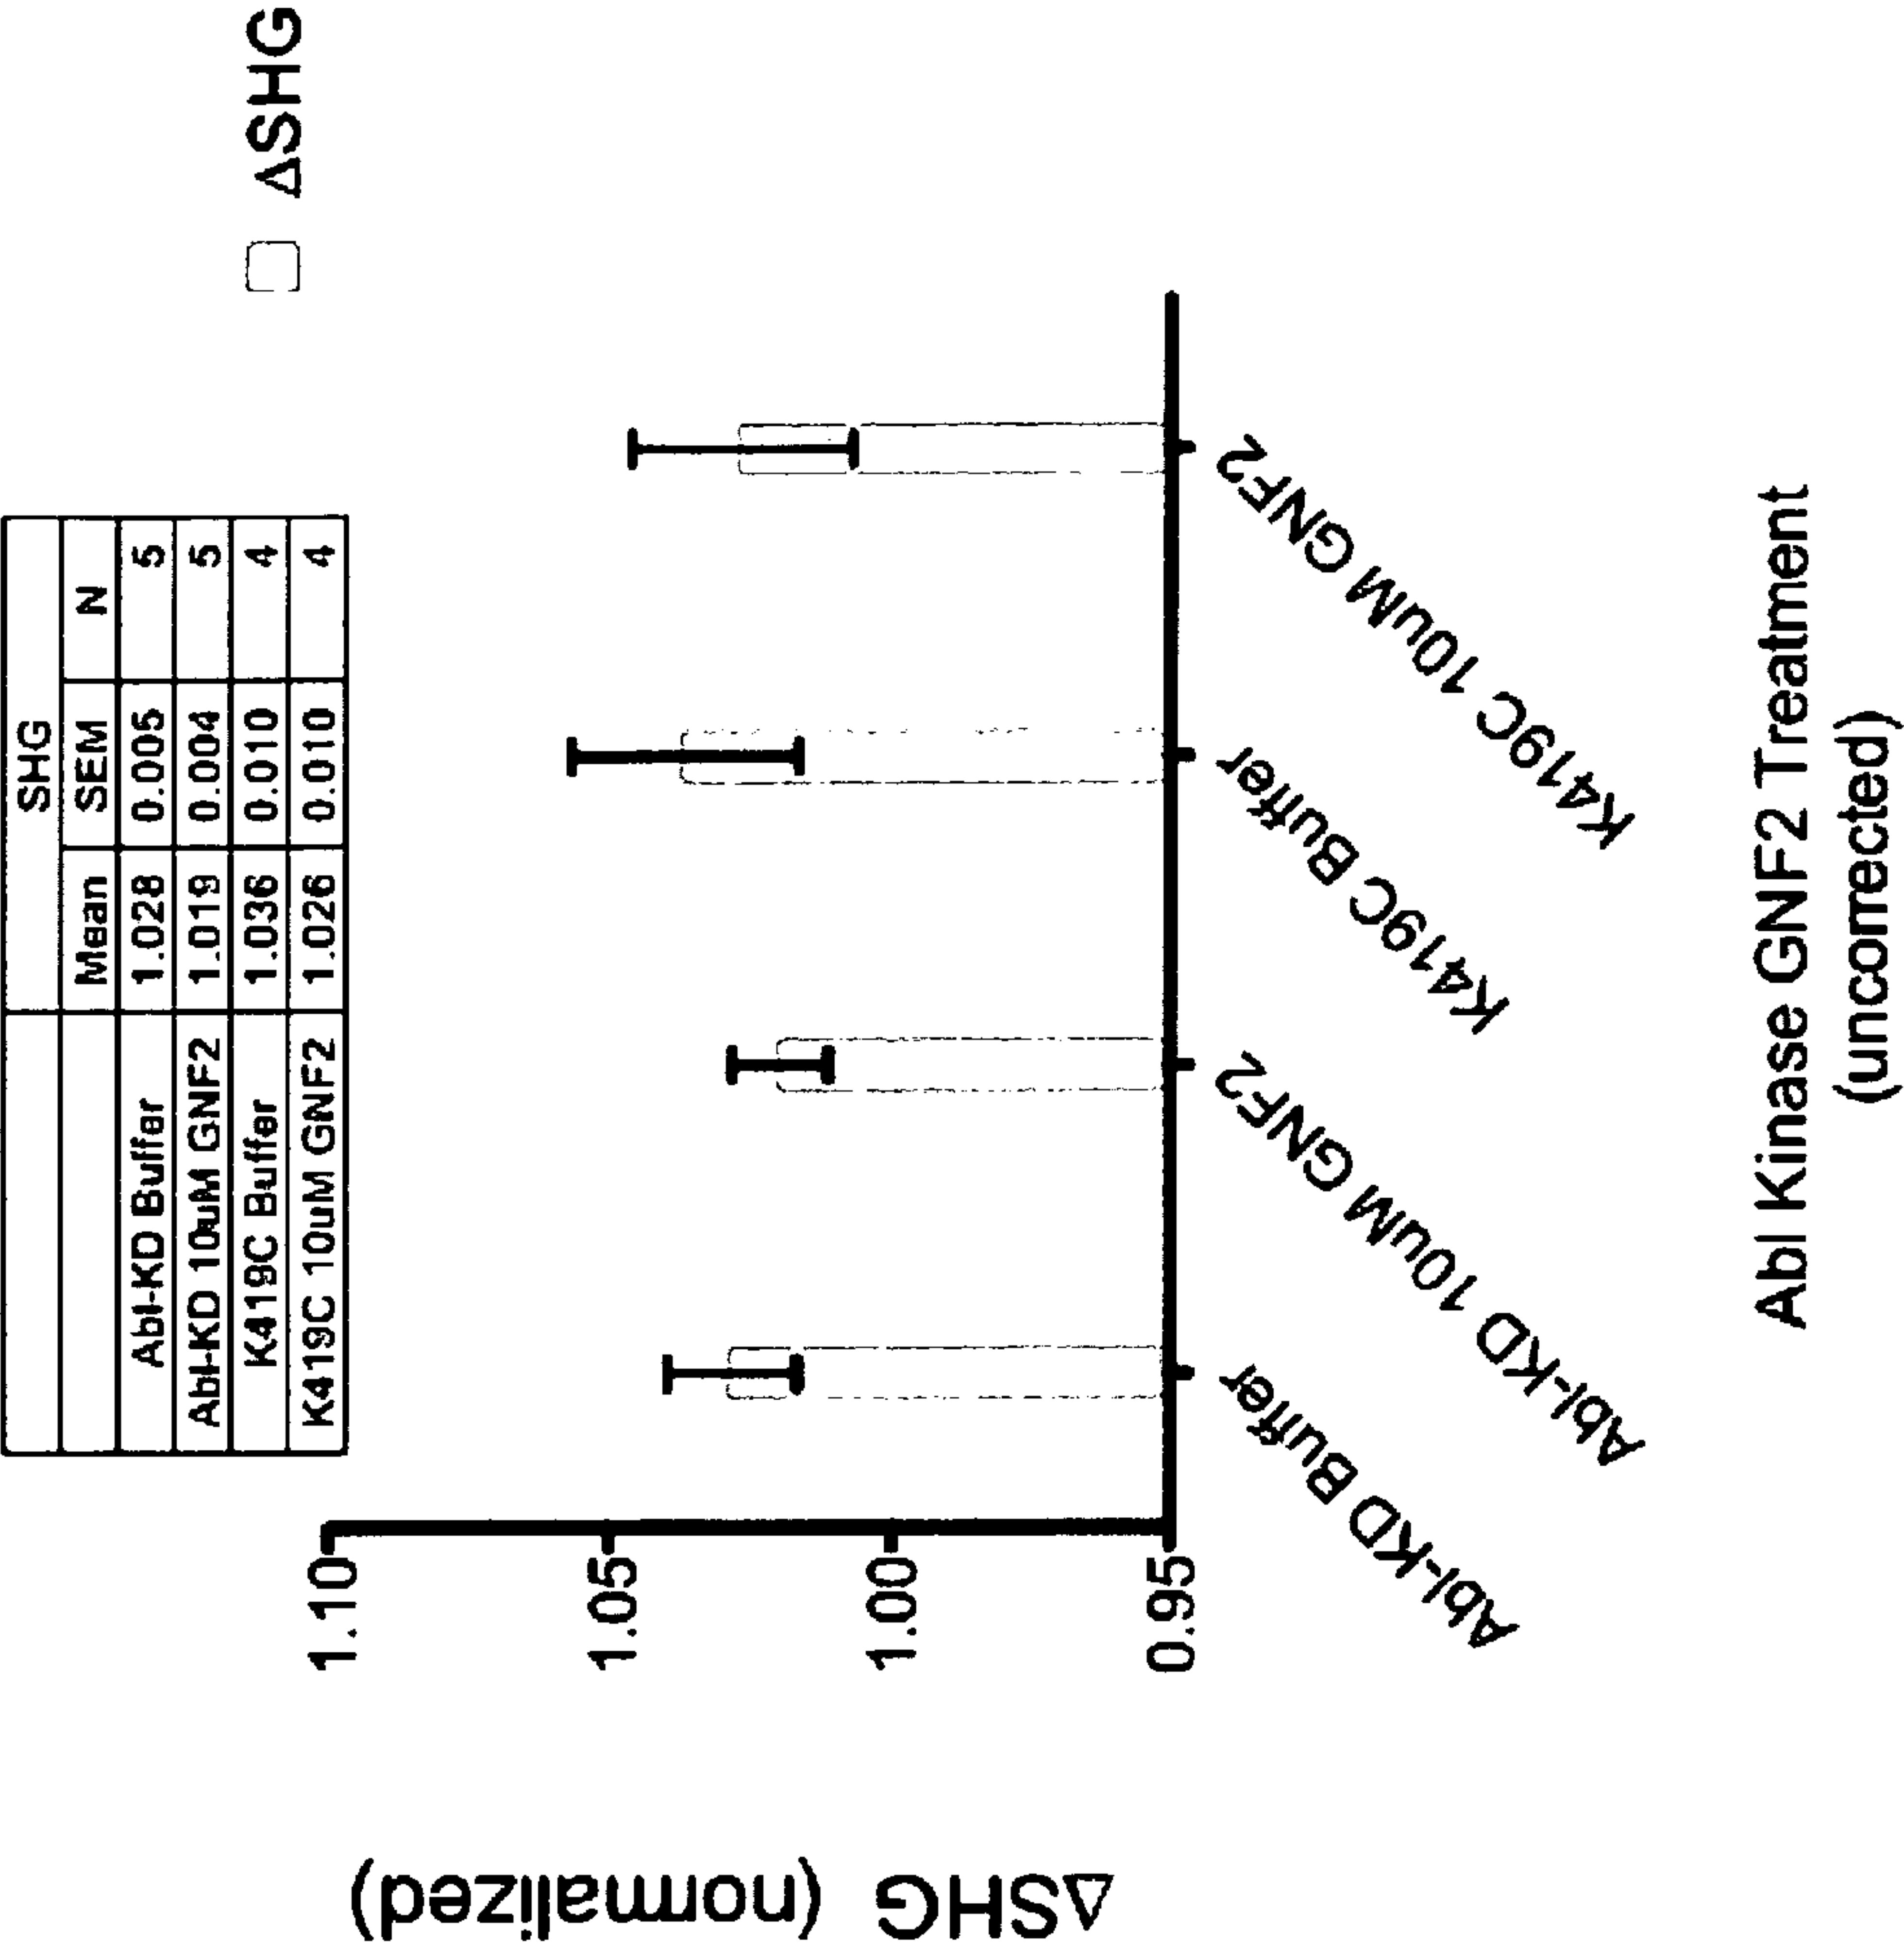 SHG
Mean SEM N
Abl-KD Buffer 1.028 0.005 5
Abl-KD 10uM GNF2 1.019 0.004 5
K419C Buffer 1.036 0.010 4
K419C 10uM GNF2 1.026 0.010 4
ΔSHG
ΔSHG (normalized)
1.10
1.05
1.00
0.95
Abl-KD Buffer
Abl-KD 10uM GNF2
K419C Buffer
K419C 10uM GNF2
Abl Kinase GNF2 Treatment
(uncorrected)